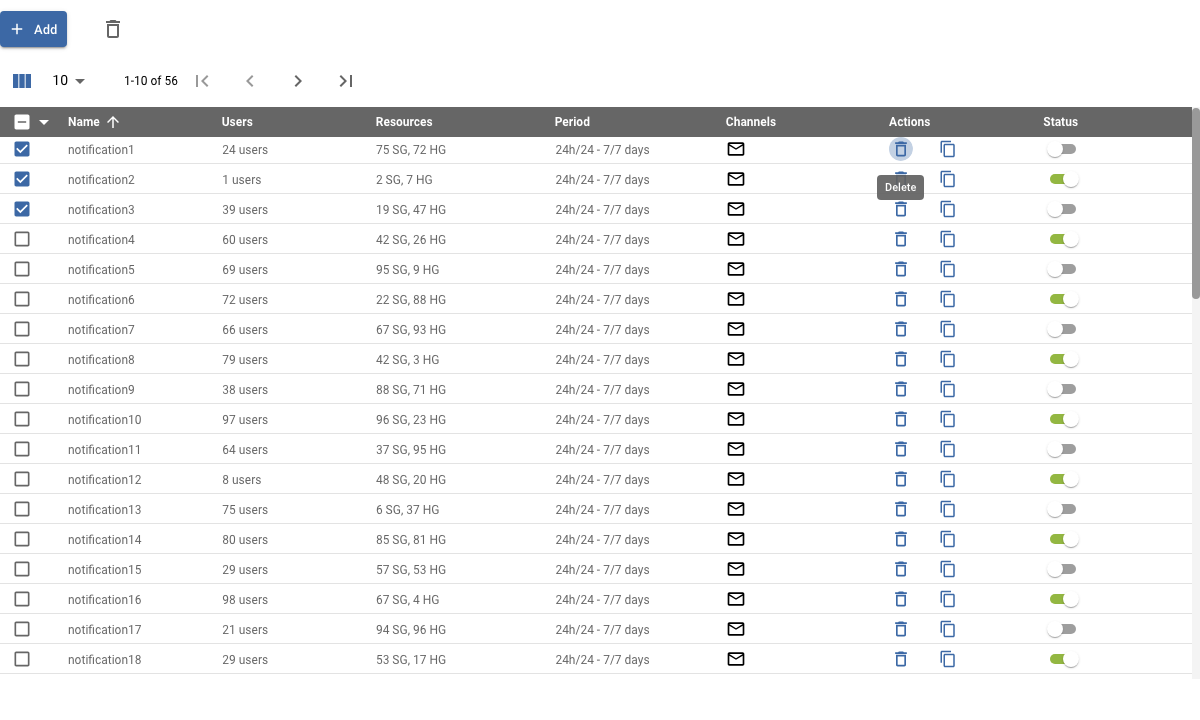 Add
10 1-10 of 56
Name Users Resources Period Channels Actions Status
notification1 24 users 75 SG, 72 HG 24h/24 - 7/7 days
notification2 1 users 2 SG, 7 HG 24h/24 - 7/7 days
Delete
notification3 39 users 19 SG, 47 HG 24h/24 - 7/7 days
notification4 60 users 42 SG, 26 HG 24h/24 - 7/7 days
notification5 69 users 95 SG, 9 HG 24h/24 - 7/7 days
notification6 72 users 22 SG, 88 HG 24h/24 - 7/7 days
notification7 66 users 67 SG, 93 HG 24h/24 - 7/7 days
notification8 79 users 42 SG, 3 HG 24h/24 - 7/7 days
notification9 38 users 88 SG, 71 HG 24h/24 - 7/7 days
notification10 97 users 96 SG, 23 HG 24h/24 - 7/7 days
notification11 64 users 37 SG, 95 HG 24h/24 - 7/7 days
notification12 8 users 48 SG, 20 HG 24h/24 - 7/7 days
notification13 75 users 6 SG, 37 HG 24h/24 - 7/7 days
notification14 80 users 85 SG, 81 HG 24h/24 - 7/7 days
notification15 29 users 57 SG, 53 HG 24h/24 - 7/7 days
notification16 98 users 67 SG, 4 HG 24h/24 - 7/7 days
notification17 21 users 94 SG, 96 HG 24h/24 - 7/7 days
notification18 29 users 53 SG, 17 HG 24h/24 - 7/7 days